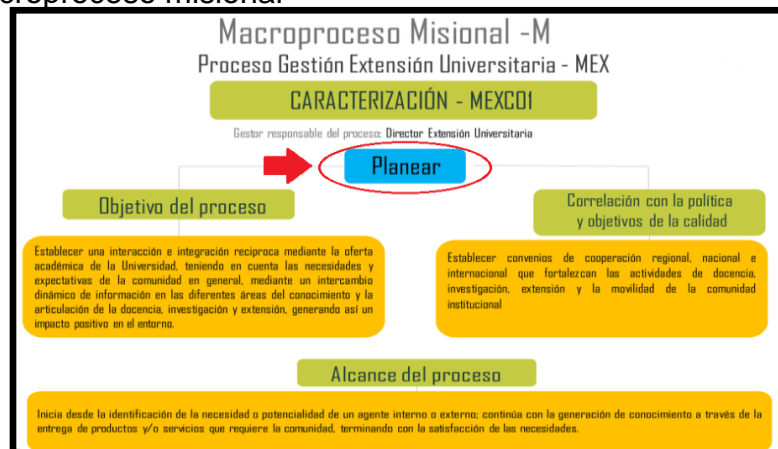 Macroproceso Misional -M
Proceso Gestión Extensión Universitaria - MEX
CARACTERIZACIÓN - MEXC01
Gestor responsable del proceso: Director Extensión Universitaria
Planear
Objetivo del proceso
Establecer una interacción e integración reciproca mediante la oferta
académica de la Universidad, teniendo en cuenta las necesidades y
expectativas de la comunidad en general, mediante un intercambio
dinámico de información en las diferentes áreas del conocimiento y la
articulación de la docencia, investigación y extensión, generando así un
impacto positivo en el entorno.
Correlación con la política
y objetivos de la calidad
Establecer convenios de cooperación regional, nacional e
internacional que fortalezcan las actividades de docencia,
investigación, extensión y la movilidad de la comunidad
institucional
Alcance del proceso
Inicia desde la identificación de la necesidad o potencialidad de un agente interno o externo; continúa con la generación de conocimiento a través de la
entrega de productos y/o servicios que requiere la comunidad, terminando con la satisfacción de las necesidades.